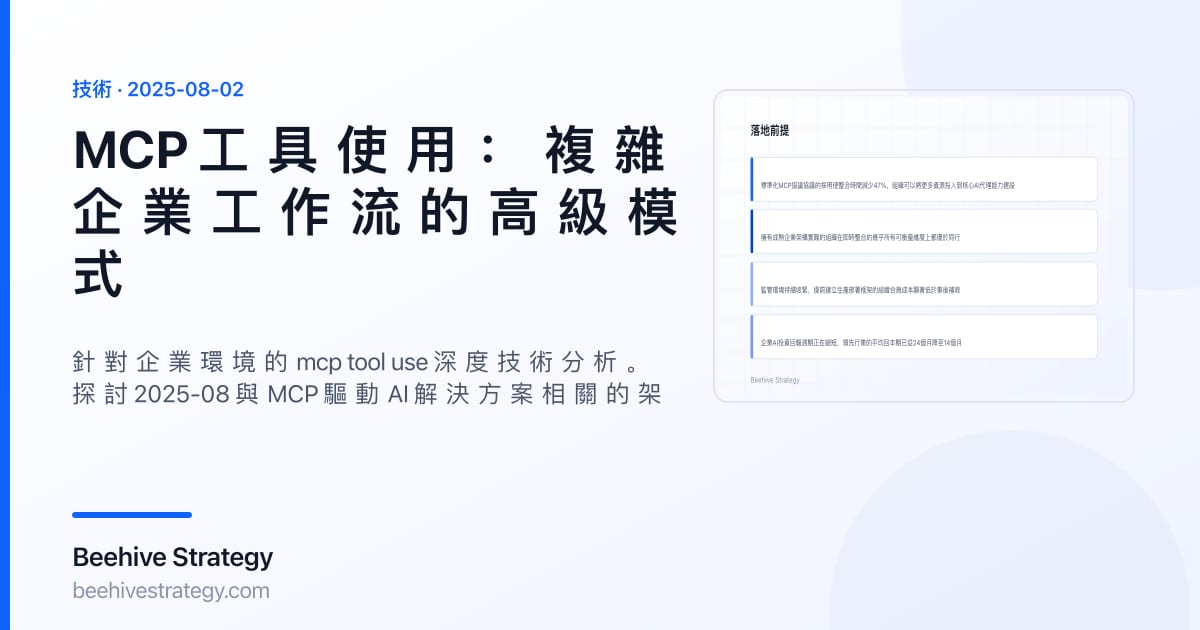 技術 · 2025-08-02
MCP工具使用：複雜
企業工作流的高級模
式
針對企業環境的 mcp tool use 深度技術分析。
探討 2025-08 與 MCP 驅動 AI 解決方案相關的架
Beehive Strategy
beehivestrategy.com
落地前提
標準化MCP協議協議的採用使整合時間減少47%，組織可以將更多資源投入到核心AI代理能力建設
擁有成熟企業架構實踐的組織在即時整合的幾乎所有可衡量維度上都優於同行
監管環境持續收緊，提前建立生產部署框架的組織合規成本顯著低於事後補救
企業AI投資回報週期正在縮短，領先行業的平均回本期已從24個月降至14個月
Beehive Strategy